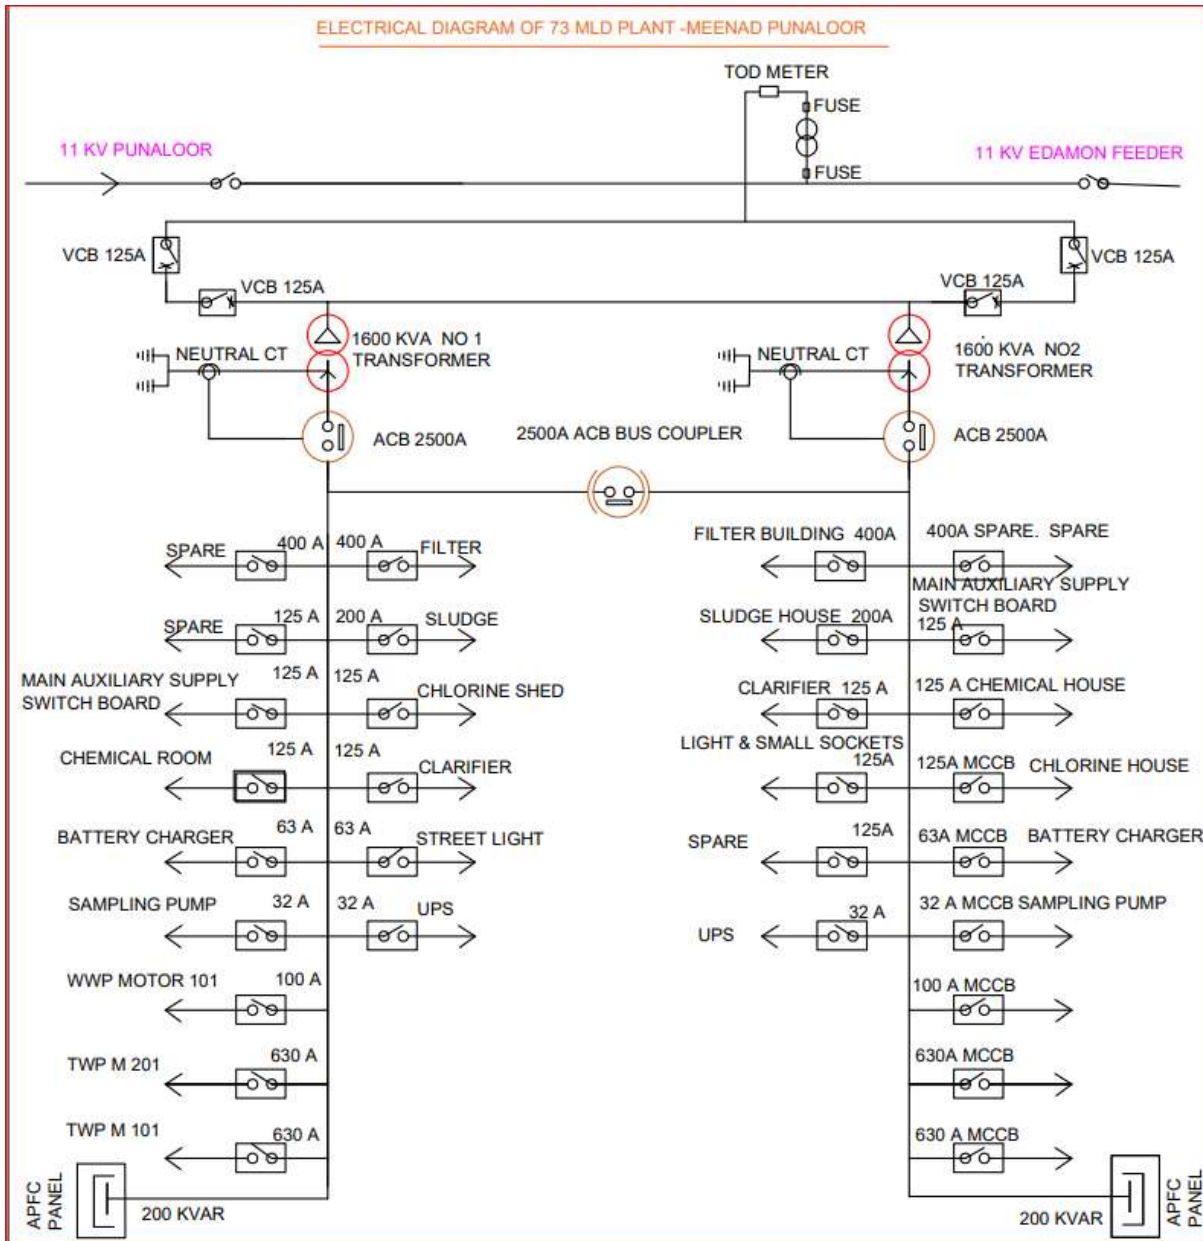 ELECTRICAL DIAGRAM OF 73 MLD PLANT -MEENAD PUNALOOR
TOD METER
FUSE
11 KV PUNALOOR
11 KV EDAMON FEEDER
FUSE
VCB 125A
VCB 125A
VCB 125A
VCB 125A
1600 KVA NO 1
TRANSFORMER
1600 KVA NO2
TRANSFORMER
NEUTRAL CT
NEUTRAL CT
ACB 2500A
2500A ACB BUS COUPLER
ACB 2500A
SPARE
400 A
400 A
FILTER
FILTER BUILDING 400A
400A SPARE. SPARE
SPARE
125 A
200 A
SLUDGE
SLUDGE HOUSE 200A
MAIN AUXILIARY SUPPLY
SWITCH BOARD
125 A
MAIN AUXILIARY SUPPLY
SWITCH BOARD
125 A
125 A
CHLORINE SHED
CLARIFIER 125 A
125 A CHEMICAL HOUSE
CHEMICAL ROOM
125 A
125 A
CLARIFIER
LIGHT & SMALL SOCKETS
125A
125A MCCB CHLORINE HOUSE
BATTERY CHARGER
63 A
63 A
STREET LIGHT
SPARE
125A
63A MCCB BATTERY CHARGER
SAMPLING PUMP
32 A
32 A
UPS
UPS
32 A
32 A MCCB SAMPLING PUMP
WWP MOTOR 101
100 A
100 A MCCB
TWP M 201
630 A
630A MCCB
TWP M 101
630 A
630 A MCCB
APFC
PANEL
200 KVAR
200 KVAR
APFC
PANEL